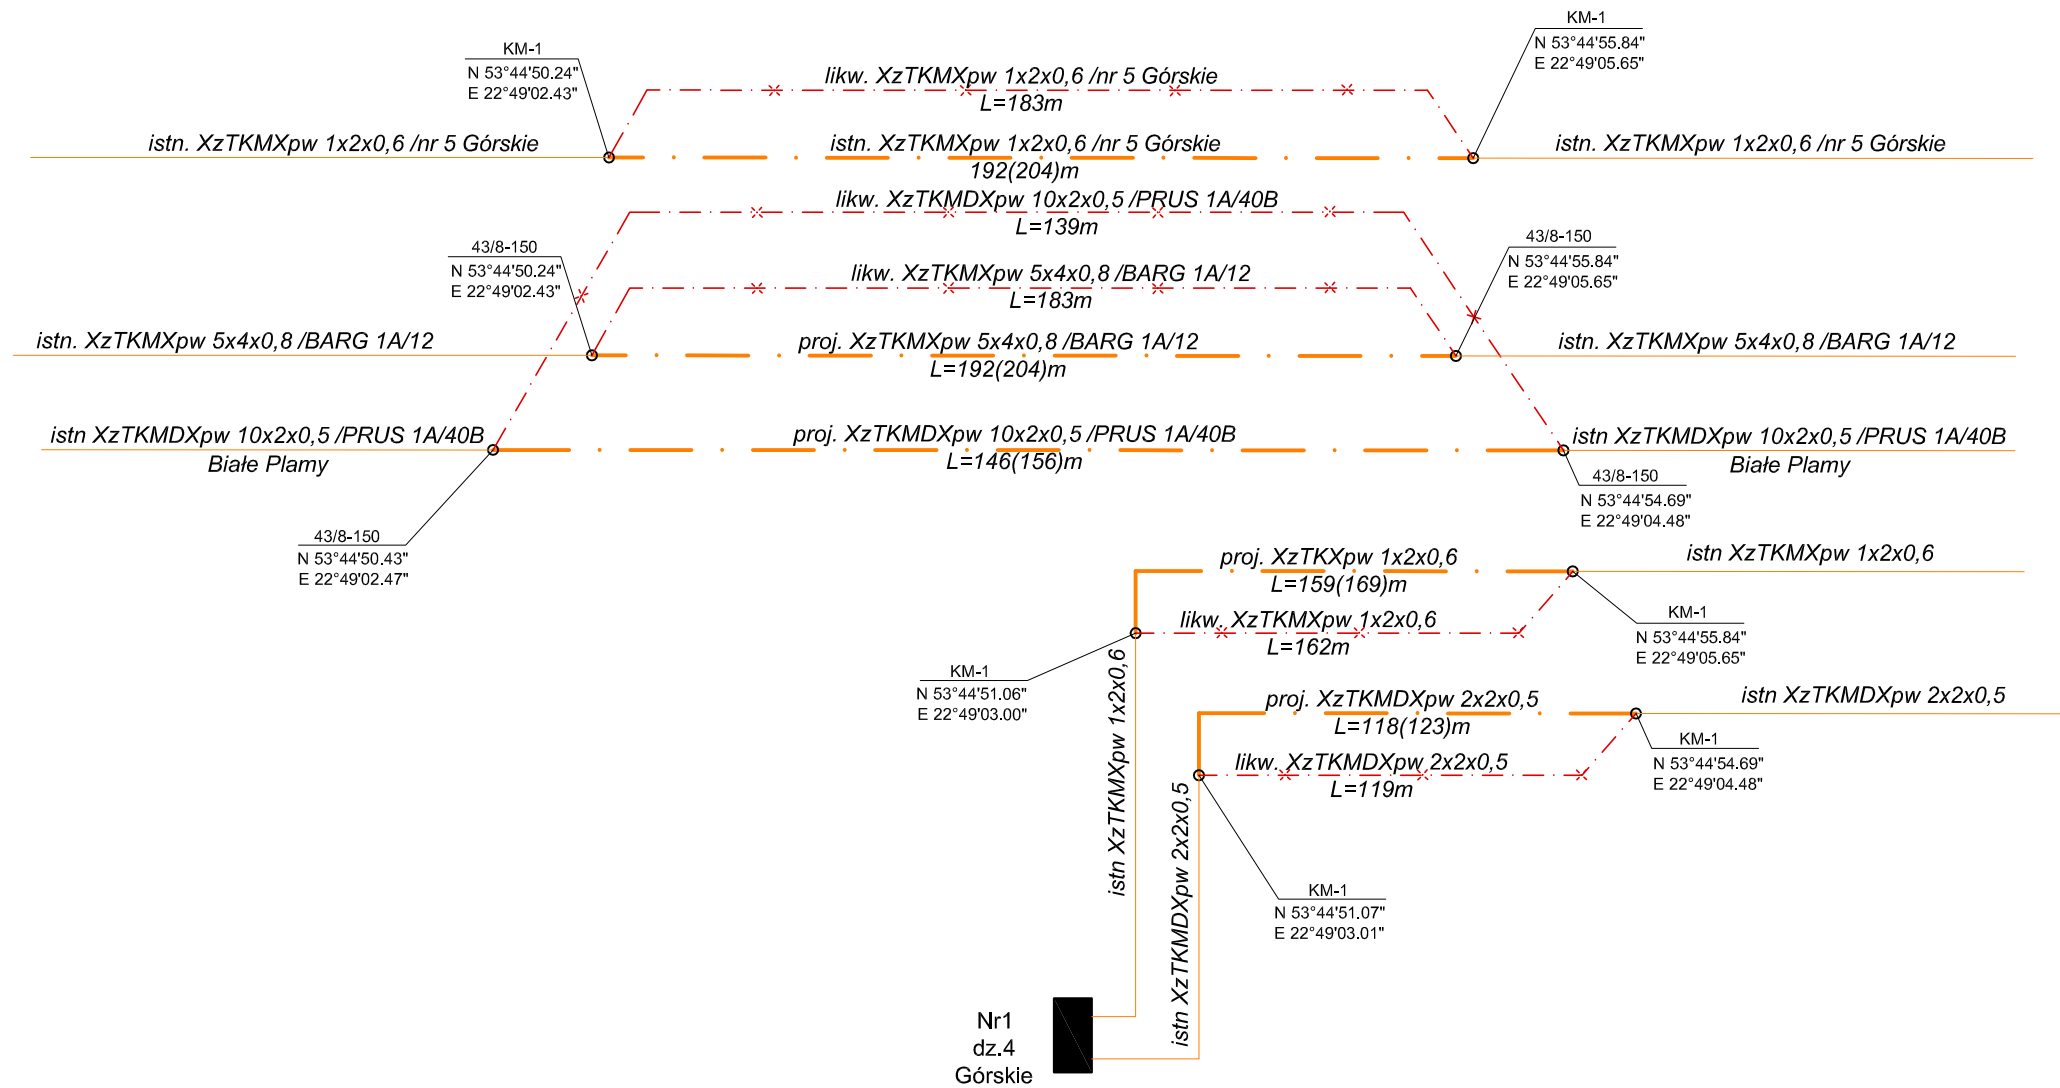 KM-1
N 53°44'50.24"
E 22°49'02.43"
likw. XzTKMXpw 1x2x0,6 /nr 5 Górskie
L=183m
KM-1
N 53°44'55.84"
E 22°49'05.65"
istn. XzTKMXpw 1x2x0,6 /nr 5 Górskie
istn. XzTKMXpw 1x2x0,6 /nr 5 Górskie
192(204)m
istn. XzTKMXpw 1x2x0,6 /nr 5 Górskie
likw. XzTKMDXpw 10x2x0,5 /PRUS 1A/40B
L=139m
43/8-150
N 53°44'50.24"
E 22°49'02.43"
likw. XzTKMXpw 5x4x0,8 /BARG 1A/12
L=183m
43/8-150
N 53°44'55.84"
E 22°49'05.65"
istn. XzTKMXpw 5x4x0,8 /BARG 1A/12
proj. XzTKMXpw 5x4x0,8 /BARG 1A/12
L=192(204)m
istn. XzTKMXpw 5x4x0,8 /BARG 1A/12
istn XzTKMDXpw 10x2x0,5 /PRUS 1A/40B
Białe Plamy
proj. XzTKMDXpw 10x2x0,5 /PRUS 1A/40B
L=146(156)m
istn XzTKMDXpw 10x2x0,5 /PRUS 1A/40B
Białe Plamy
43/8-150
N 53°44'54.69"
E 22°49'04.48"
43/8-150
N 53°44'50.43"
E 22°49'02.47"
proj. XzTKXpw 1x2x0,6
L=159(169)m
istn XzTKMXpw 1x2x0,6
likw. XzTKMXpw 1x2x0,6
L=162m
KM-1
N 53°44'55.84"
E 22°49'05.65"
KM-1
N 53°44'51.06"
E 22°49'03.00"
istn XzTKMXpw 1x2x0,6
proj. XzTKMDXpw 2x2x0,5
L=118(123)m
istn XzTKMDXpw 2x2x0,5
likw. XzTKMDXpw 2x2x0,5
L=119m
KM-1
N 53°44'54.69"
E 22°49'04.48"
istn XzTKMDXpw 2x2x0,5
KM-1
N 53°44'51.07"
E 22°49'03.01"
Nr1
dz.4
Górskie